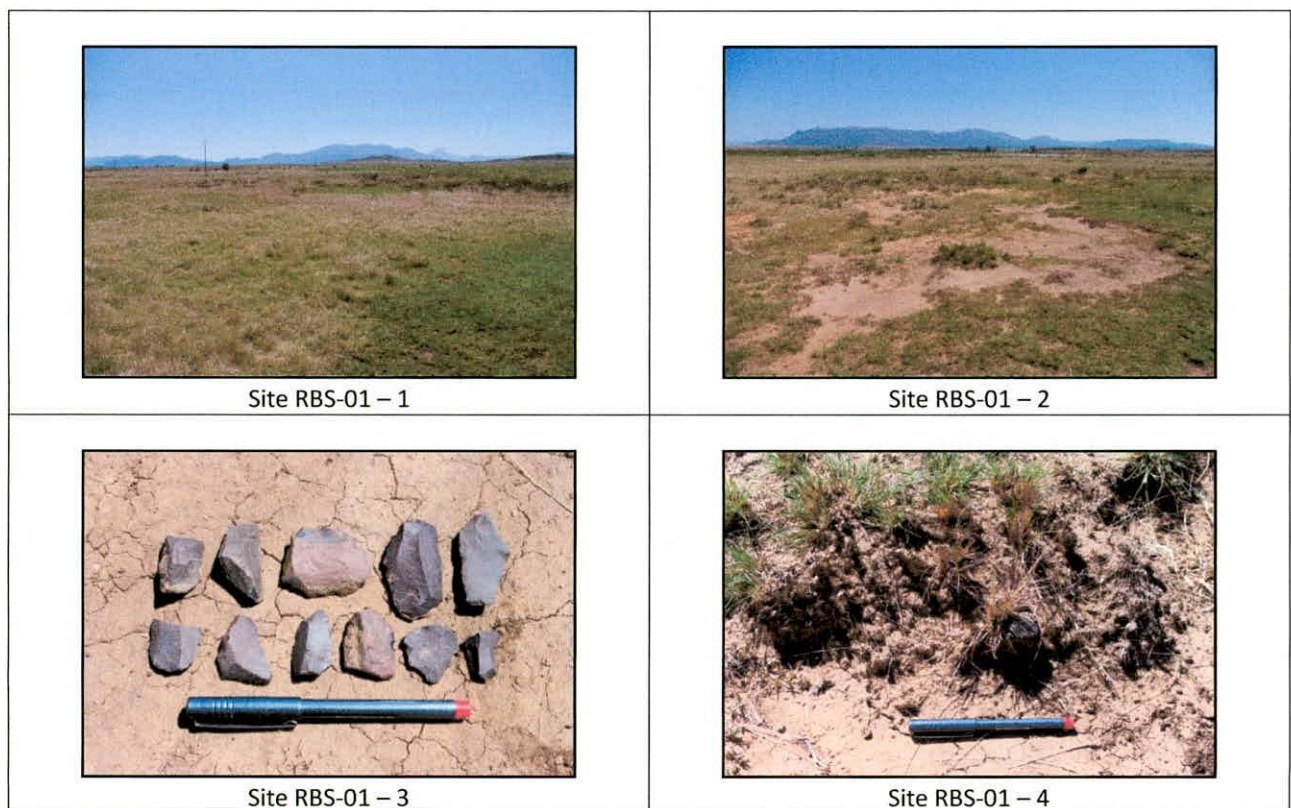 Site RBS-01 – 1
Site RBS-01 – 2
Site RBS-01 – 3
Site RBS-01 – 4